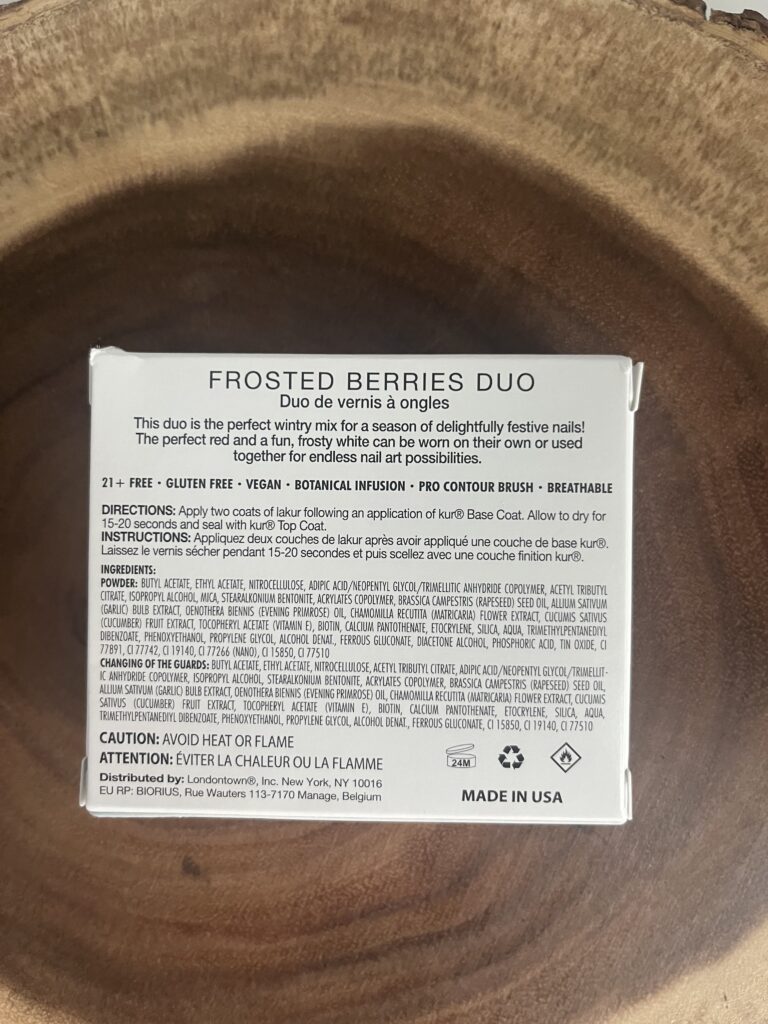 FROSTED BERRIES DUO
Duo de vernis à ongles
This duo is the perfect wintry mix for a season of delightfully festive nails!
The perfect red and a fun, frosty white can be worn on their own or used
together for endless nail art possibilities.
21+ FREE • GLUTEN FREE • VEGAN • BOTANICAL INFUSION • PRO CONTOUR BRUSH • BREATHABLE
DIRECTIONS: Apply two coats of lakur following an application of kur® Base Coat. Allow to dry for
15-20 seconds and seal with kur® Top Coat.
INSTRUCTIONS: Appliquez deux couches de lakur après avoir appliqué une couche de base kur®.
Laissez le vernis sécher pendant 15-20 secondes et puis scellez avec une couche finition kur®.
INGREDIENTS:
POWDER: BUTYL ACETATE, ETHYL ACETATE, NITROCELLULOSE, ADIPIC ACID/NEOPENTYL GLYCOL/TRIMELLITIC ANHYDRIDE COPOLYMER, ACETYL TRIBUTYL
CITRATE, ISOPROPYL ALCOHOL, MICA, STEARALKONIUM BENTONITE, ACRYLATES COPOLYMER, BRASSICA CAMPESTRIS (RAPESEED) SEED OIL, ALLIUM SATIVUM
(GARLIC) BULB EXTRACT, OENOTHERA BIENNIS (EVENING PRIMROSE) OIL, CHAMOMILLA RECUTITA (MATRICARIA) FLOWER EXTRACT, CUCUMIS SATIVUS
(CUCUMBER) FRUIT EXTRACT, TOCOPHERYL ACETATE (VITAMIN E), BIOTIN, CALCIUM PANTOTHENATE, ETOCRYLENE, SILICA, AQUA, TRIMETHYLPENTANEDIYL
DIBENZOATE, PHENOXYETHANOL, PROPYLENE GLYCOL, ALCOHOL DENAT., FERROUS GLUCONATE, DIACETONE ALCOHOL, PHOSPHORIC ACID, TIN OXIDE, CI
77891, CI 77742, CI 19140, CI 77266 (NANO), CI 15850, CI 77510
CHANGING OF THE GUARDS: BUTYL ACETATE, ETHYL ACETATE, NITROCELLULOSE, ACETYL TRIBUTYL CITRATE, ADIPIC ACID/NEOPENTYL GLYCOL/TRIMELLIT-
IC ANHYDRIDE COPOLYMER, ISOPROPYL ALCOHOL, STEARALKONIUM BENTONITE, ACRYLATES COPOLYMER, BRASSICA CAMPESTRIS (RAPESEED) SEED OIL,
ALLIUM SATIVUM (GARLIC) BULB EXTRACT, OENOTHERA BIENNIS (EVENING PRIMROSE) OIL, CHAMOMILLA RECUTITA (MATRICARIA) FLOWER EXTRACT, CUCUMIS
SATIVUS (CUCUMBER) FRUIT EXTRACT, TOCOPHERYL ACETATE (VITAMIN E), BIOTIN, CALCIUM PANTOTHENATE, ETOCRYLENE, SILICA, AQUA,
TRIMETHYLPENTANEDIYL DIBENZOATE, PHENOXYETHANOL, PROPYLENE GLYCOL, ALCOHOL DENAT., FERROUS GLUCONATE, CI 15850, CI 19140, CI 77510
CAUTION: AVOID HEAT OR FLAME
ATTENTION: ÉVITER LA CHALEUR OU LA FLAMME
24M
Distributed by: Londontown®, Inc. New York, NY 10016
EU RP: BIORIUS, Rue Wauters 113-7170 Manage, Belgium
MADE IN USA